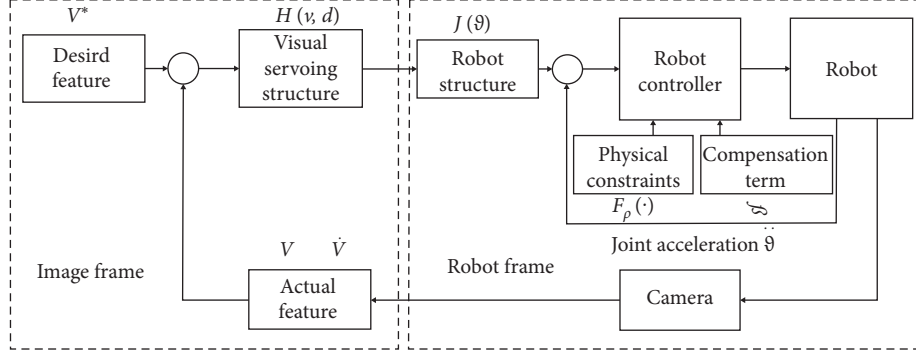 V*
H (v, d)
J (ϑ)
Desird
feature
Visual
servoing
structure
Robot
structure
Robot
controller
Robot
Physical
constraints
Compensation
term
Fρ (·)
Joint acceleration ϑ̈
V V̇
Image frame
Robot frame
Actual
feature
Camera